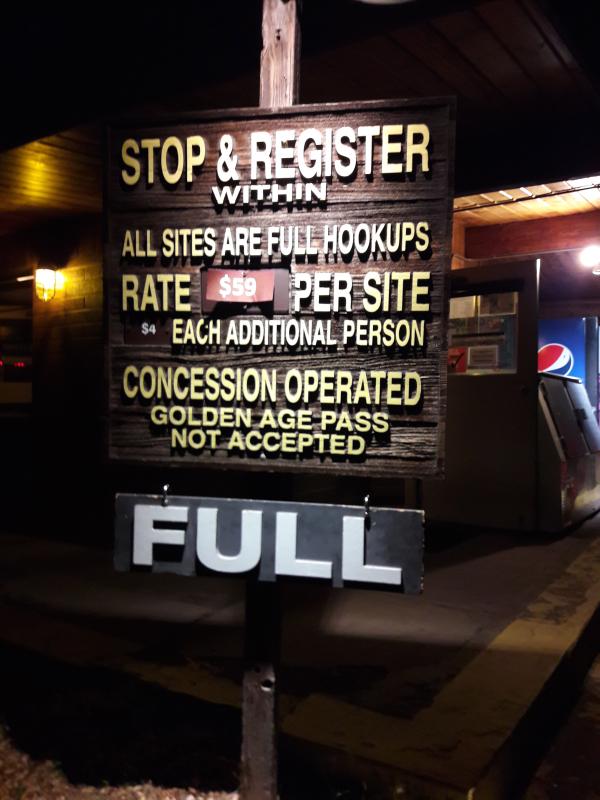 STOP & REGISTER
WITHIN
ALL SITES ARE FULL HOOKUPS
RATE $59 PER SITE
$4 EACH ADDITIONAL PERSON
CONCESSION OPERATED
GOLDEN AGE PASS
NOT ACCEPTED
FULL